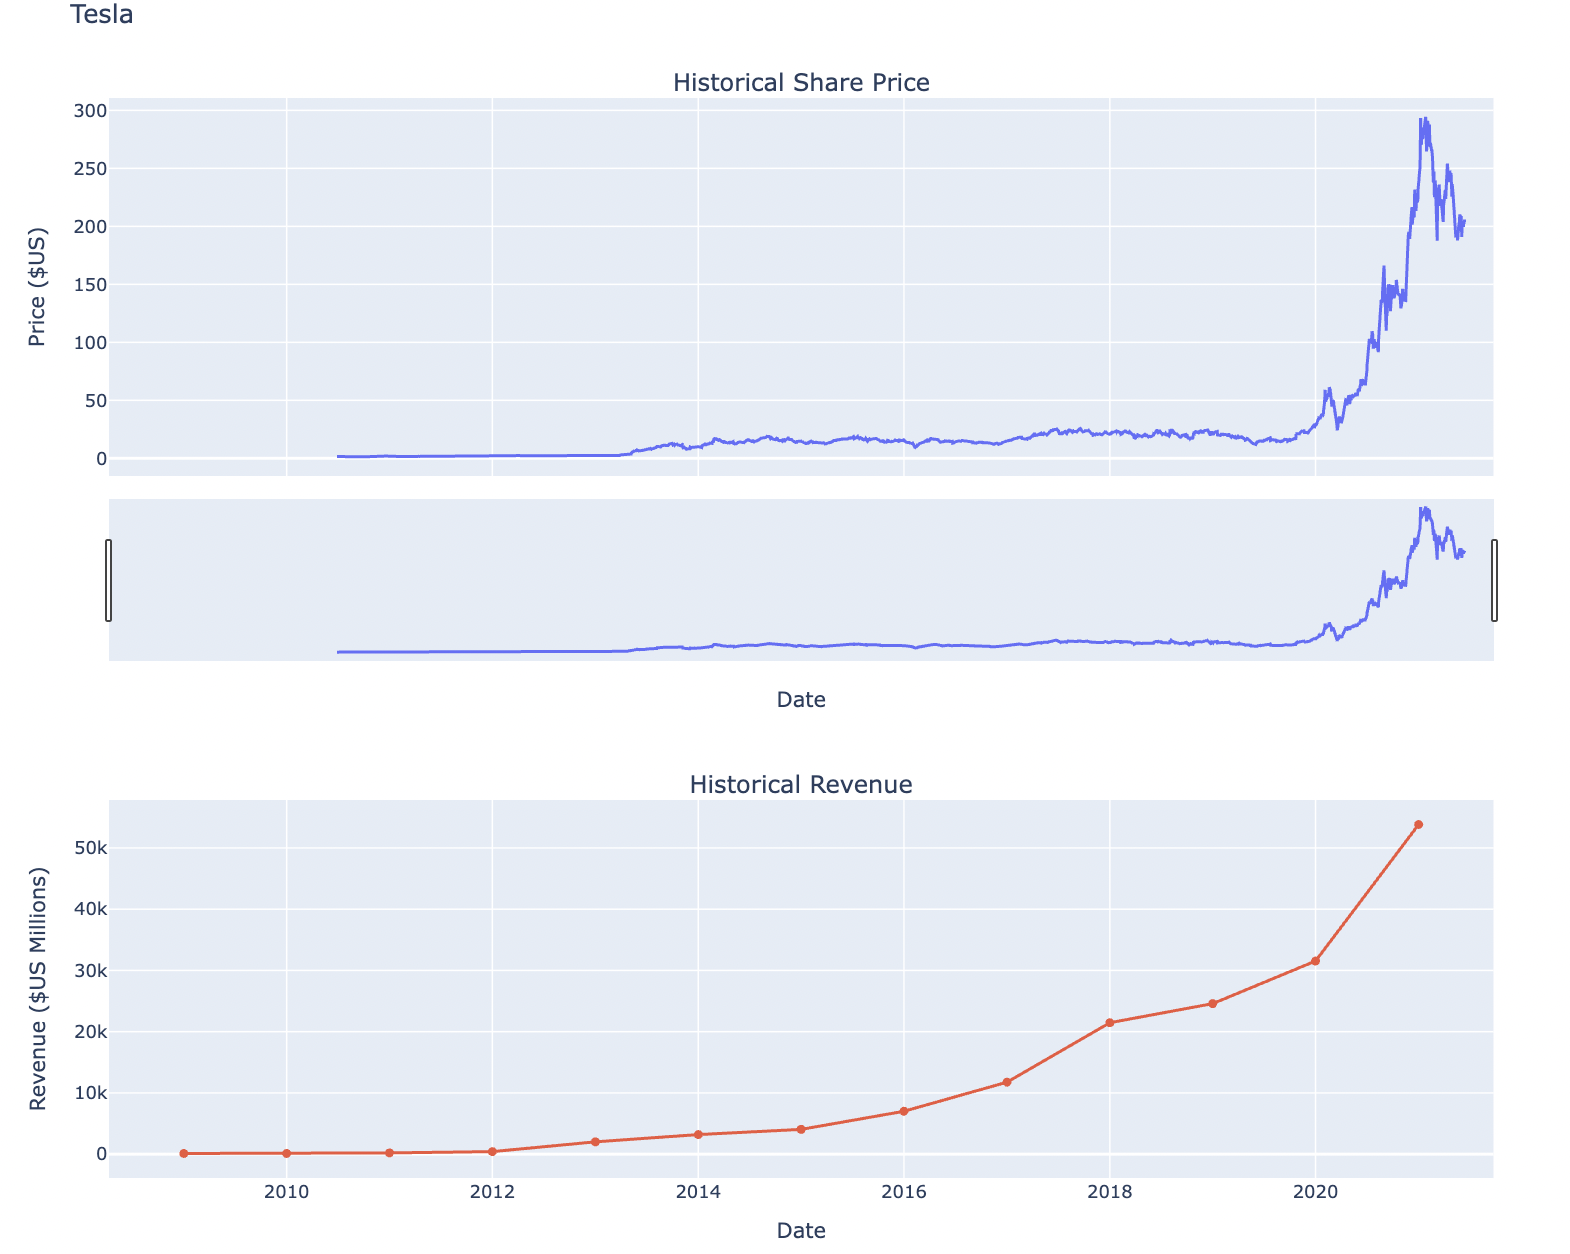 Tesla
Historical Share Price
300
250
200
150
100
50
0
Price ($US)
Date
Historical Revenue
50k
40k
30k
20k
10k
0
Revenue ($US Millions)
2010 2012 2014 2016 2018 2020
Date